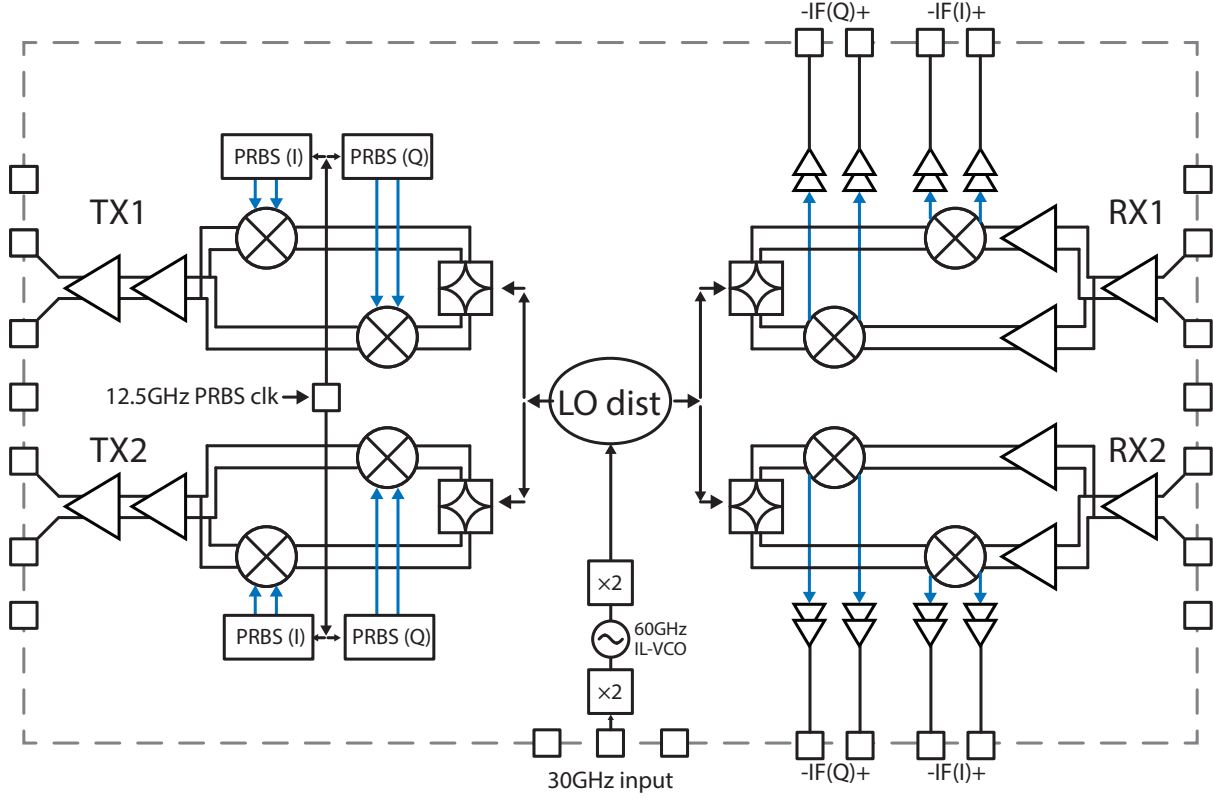 -IF(Q)+
-IF(I)+
PRBS (I)
PRBS (Q)
TX1
RX1
12.5GHz PRBS clk
LO dist
TX2
RX2
×2
60GHz
IL-VCO
PRBS (I)
PRBS (Q)
×2
30GHz input
-IF(Q)+
-IF(I)+